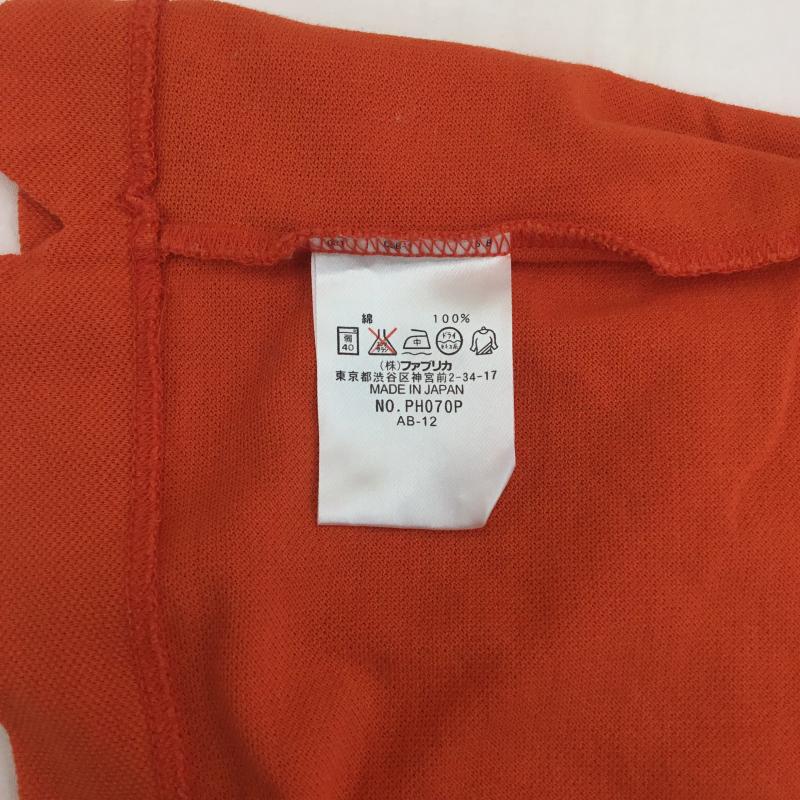 綿 100%
弱 40 中 ドライ
(株)ファブリカ
東京都渋谷区神宮前2-34-17
MADE IN JAPAN
NO.PH070P
AB-12